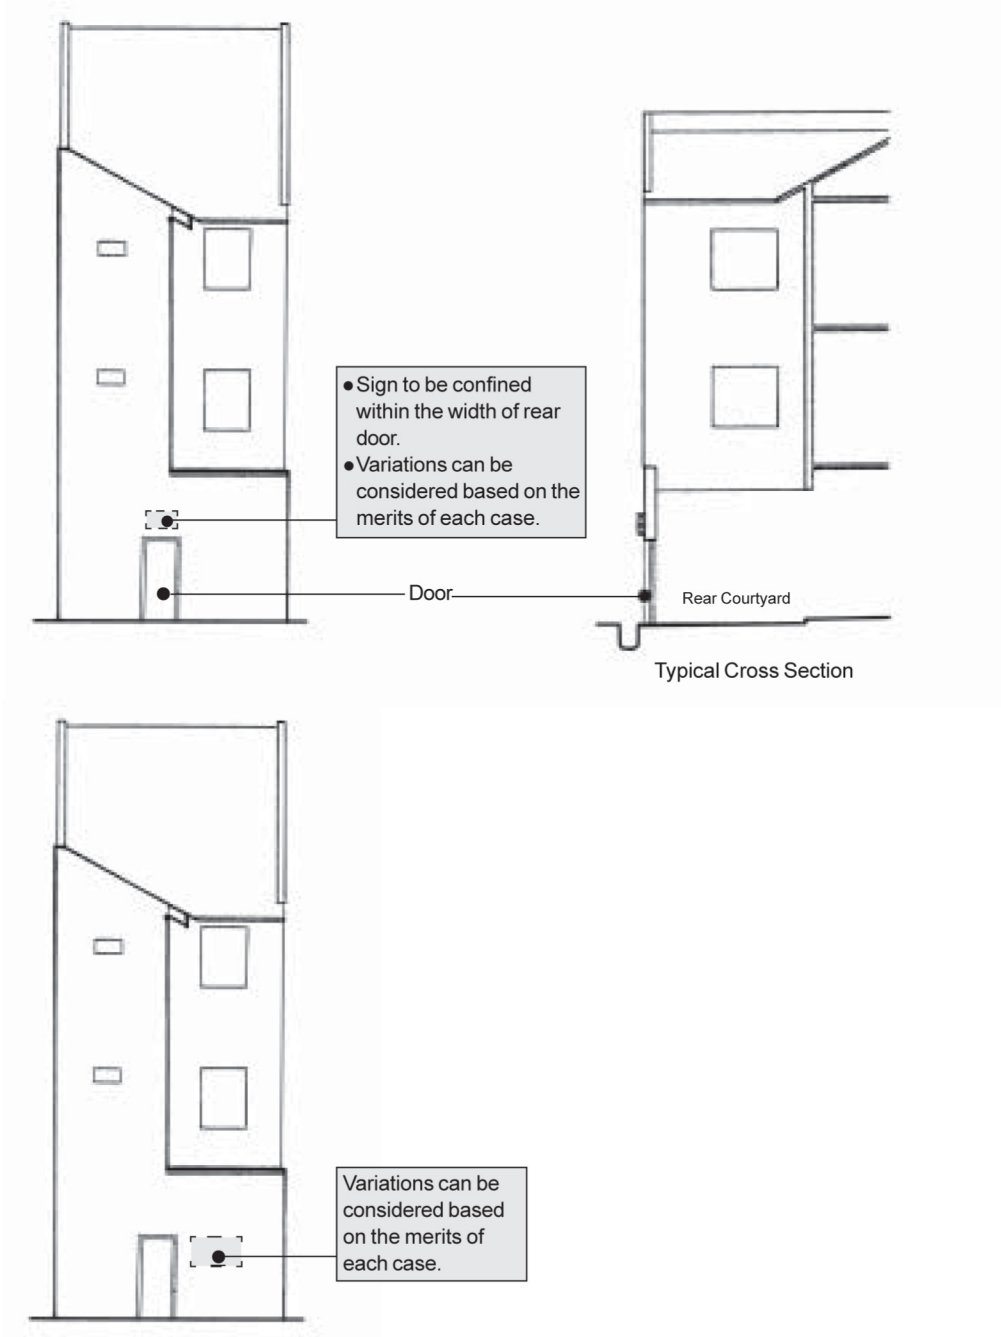 ● Sign to be confined
within the width of rear
door.
● Variations can be
considered based on the
merits of each case.
Door
Rear Courtyard
Typical Cross Section
Variations can be
considered based
on the merits of
each case.